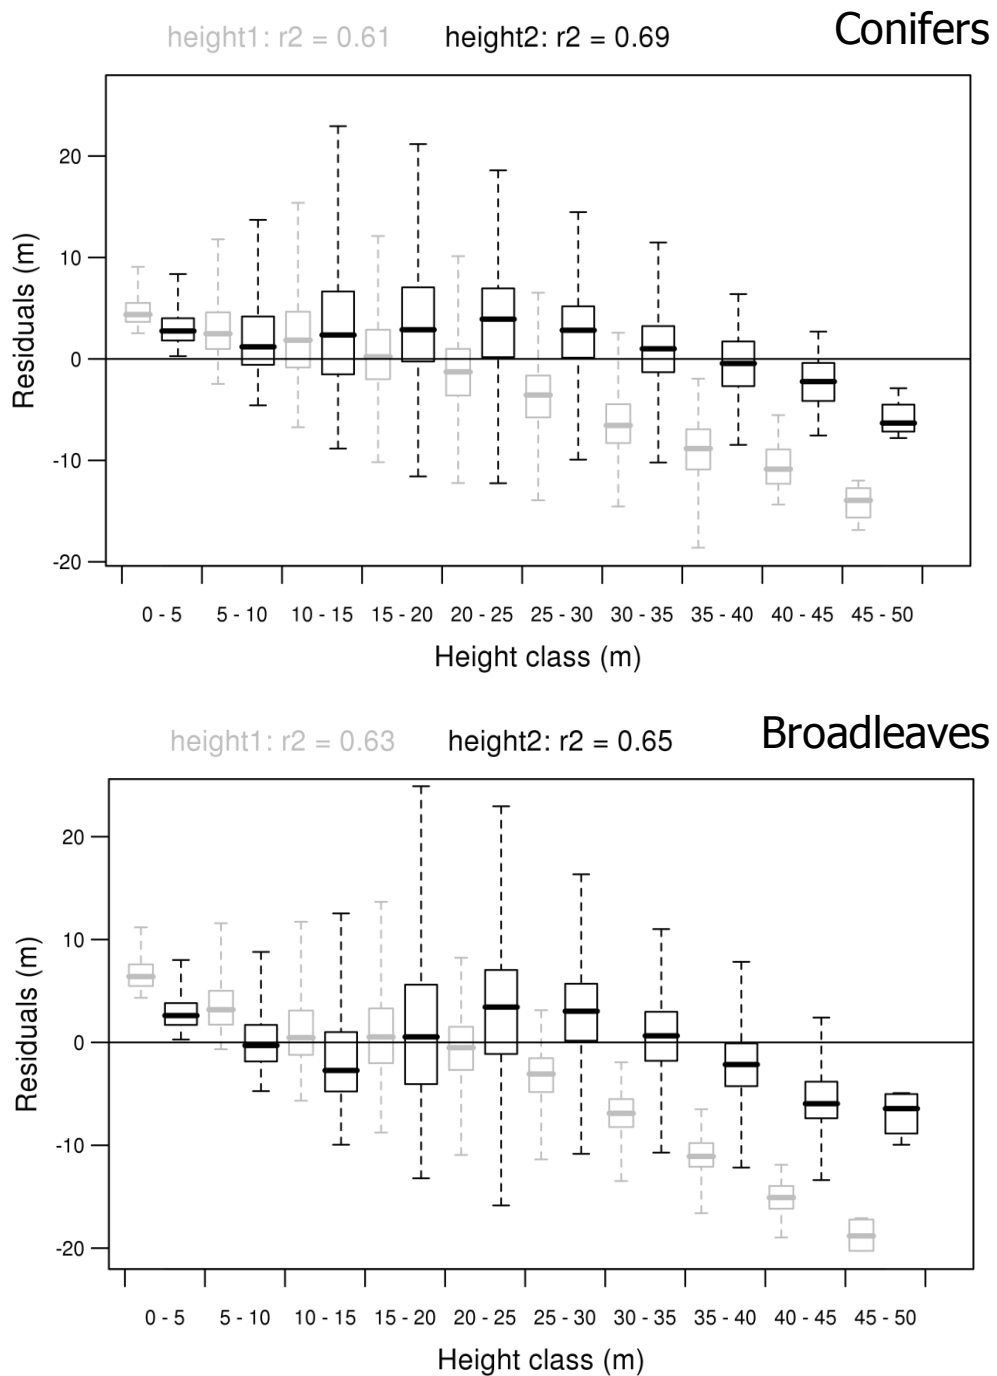 Conifers
height1: r2 = 0.61 height2: r2 = 0.69
Residuals (m)
20
10
0
-10
-20
0 - 5 5 - 10 10 - 15 15 - 20 20 - 25 25 - 30 30 - 35 35 - 40 40 - 45 45 - 50
Height class (m)
Broadleaves
height1: r2 = 0.63 height2: r2 = 0.65
Residuals (m)
20
10
0
-10
-20
0 - 5 5 - 10 10 - 15 15 - 20 20 - 25 25 - 30 30 - 35 35 - 40 40 - 45 45 - 50
Height class (m)